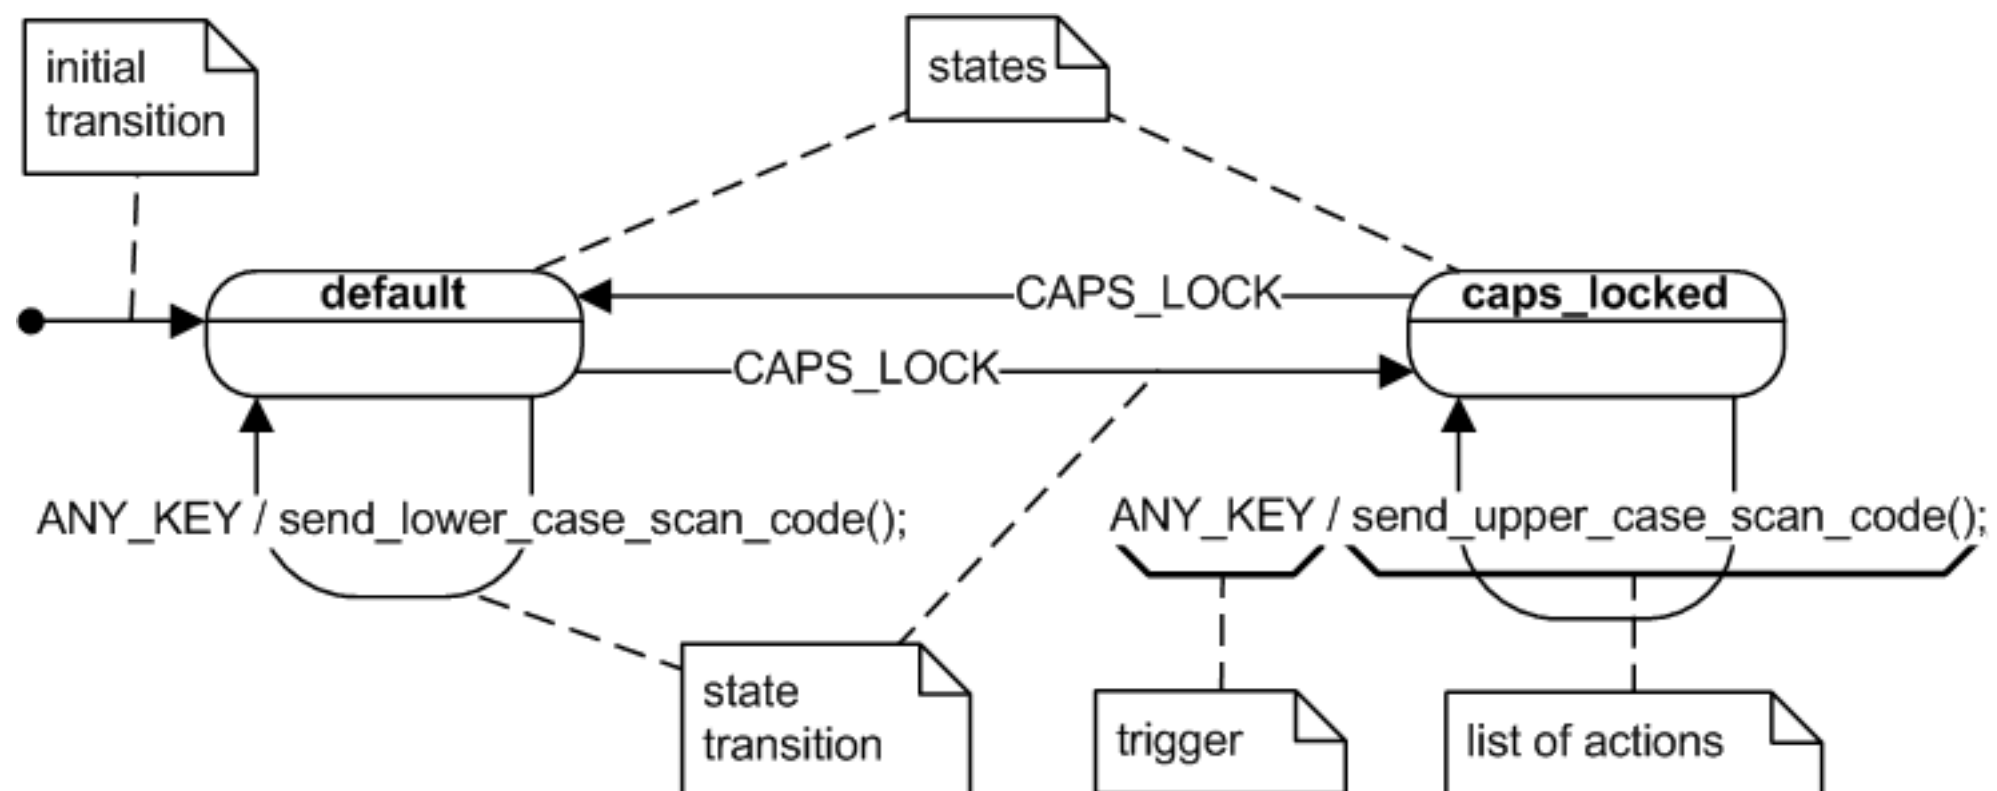 initial
transition
states
default
CAPS_LOCK
caps_locked
CAPS_LOCK
ANY_KEY / send_lower_case_scan_code();
ANY_KEY / send_upper_case_scan_code();
state
transition
trigger
list of actions